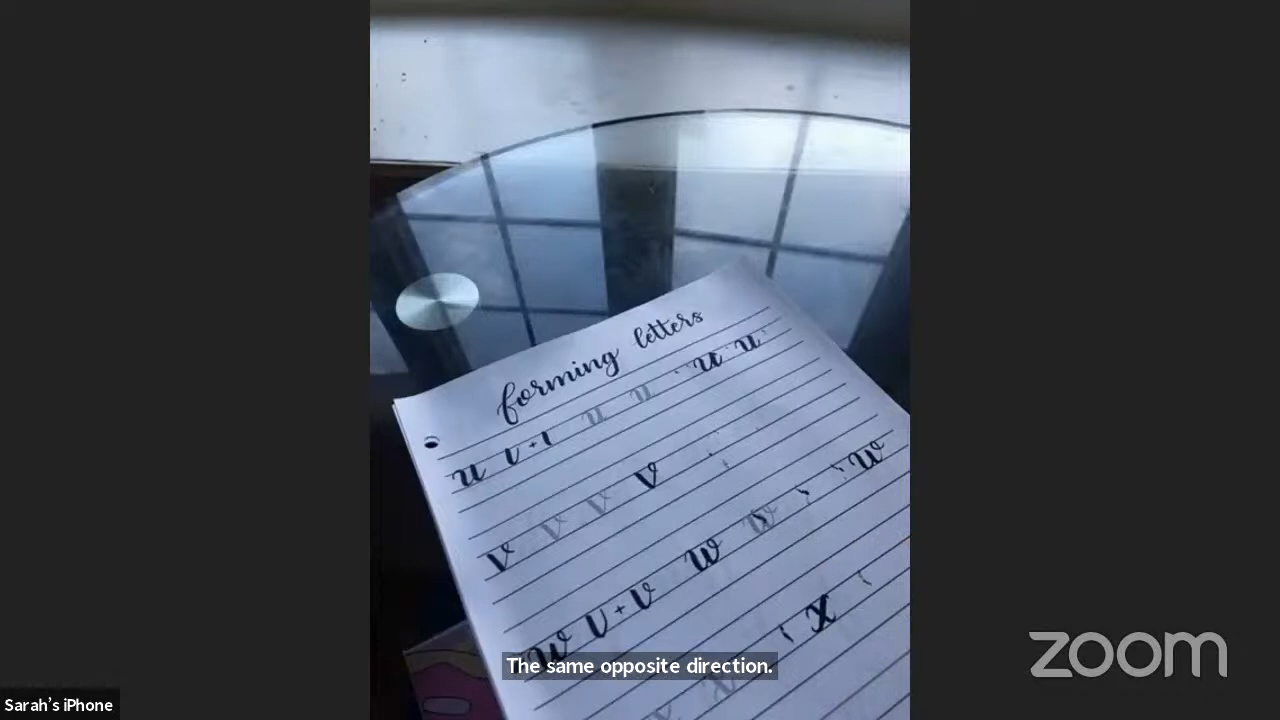 forming letters
u ι + ι u u u u
v v v v
w u + v w w w
x x
The same opposite direction.
Sarah's iPhone
zoom